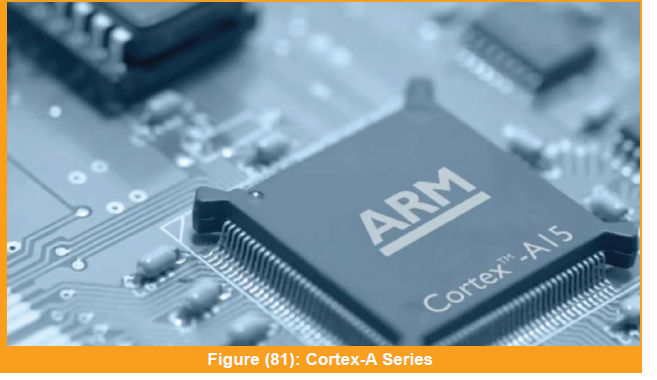 ARM
Cortex™-A15
Figure (81): Cortex-A Series